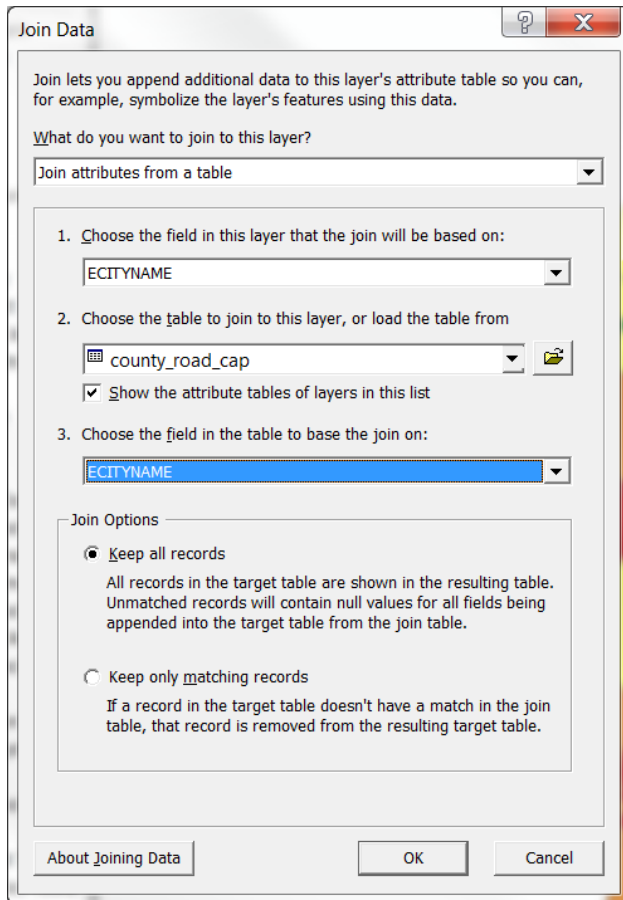 Join Data
Join lets you append additional data to this layer's attribute table so you can,
for example, symbolize the layer's features using this data.
What do you want to join to this layer?
Join attributes from a table
1. Choose the field in this layer that the join will be based on:
ECITYNAME
2. Choose the table to join to this layer, or load the table from
county_road_cap
Show the attribute tables of layers in this list
3. Choose the field in the table to base the join on:
ECITYNAME
Join Options
Keep all records
All records in the target table are shown in the resulting table.
Unmatched records will contain null values for all fields being
appended into the target table from the join table.
Keep only matching records
If a record in the target table doesn't have a match in the join
table, that record is removed from the resulting target table.
About Joining Data
OK
Cancel